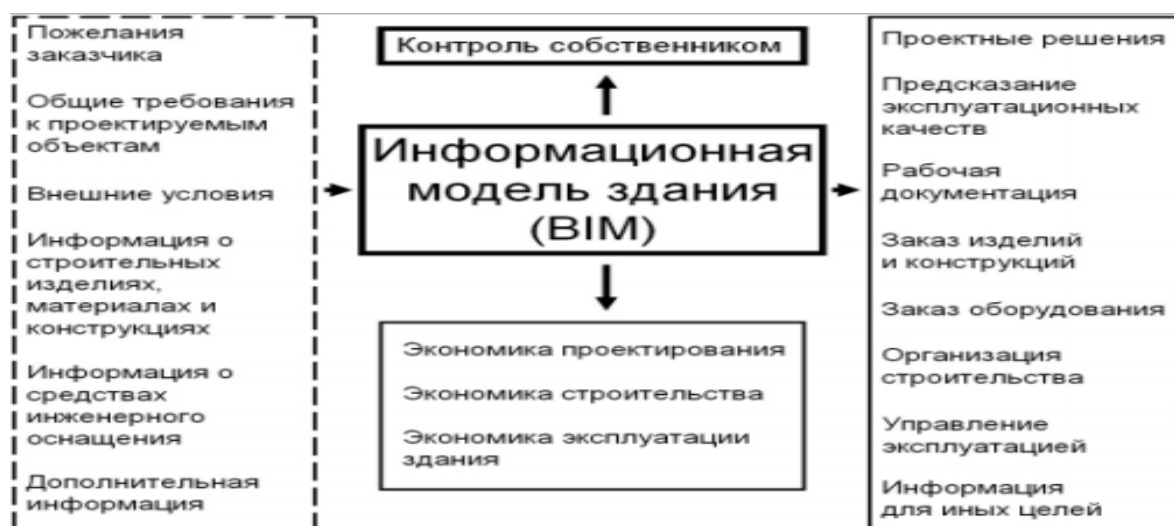 Пожелания
заказчика
Общие требования
к проектируемым
объектам
Внешние условия
Информация о
строительных
изделиях,
материалах и
конструкциях
Информация о
средствах
инженерного
оснащения
Дополнительная
информация
Контроль собственником
Информационная
модель здания
(BIM)
Экономика проектирования
Экономика строительства
Экономика эксплуатации
здания
Проектные решения
Предсказание
эксплуатационных
качеств
Рабочая
документация
Заказ изделий
и конструкций
Заказ оборудования
Организация
строительства
Управление
эксплуатацией
Информация
для иных целей